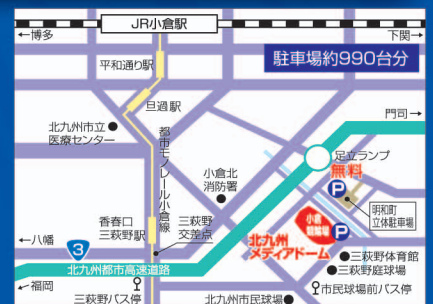 JR小倉駅
←博多
下関→
平和通り駅
駐車場約990台分
旦過駅
門司→
北九州市立
医療センター
都市モノレール小倉線
足立ランプ
無料
P
小倉北
消防署
P
明和町
立体駐車場
小倉
競輪場
香春口
三萩野駅
三萩野
交差点
北九州
メディアドーム
←八幡
3
三萩野体育館
三萩野庭球場
北九州都市高速道路
←福岡
三萩野バス停
市民球場前バス停
北九州市民球場